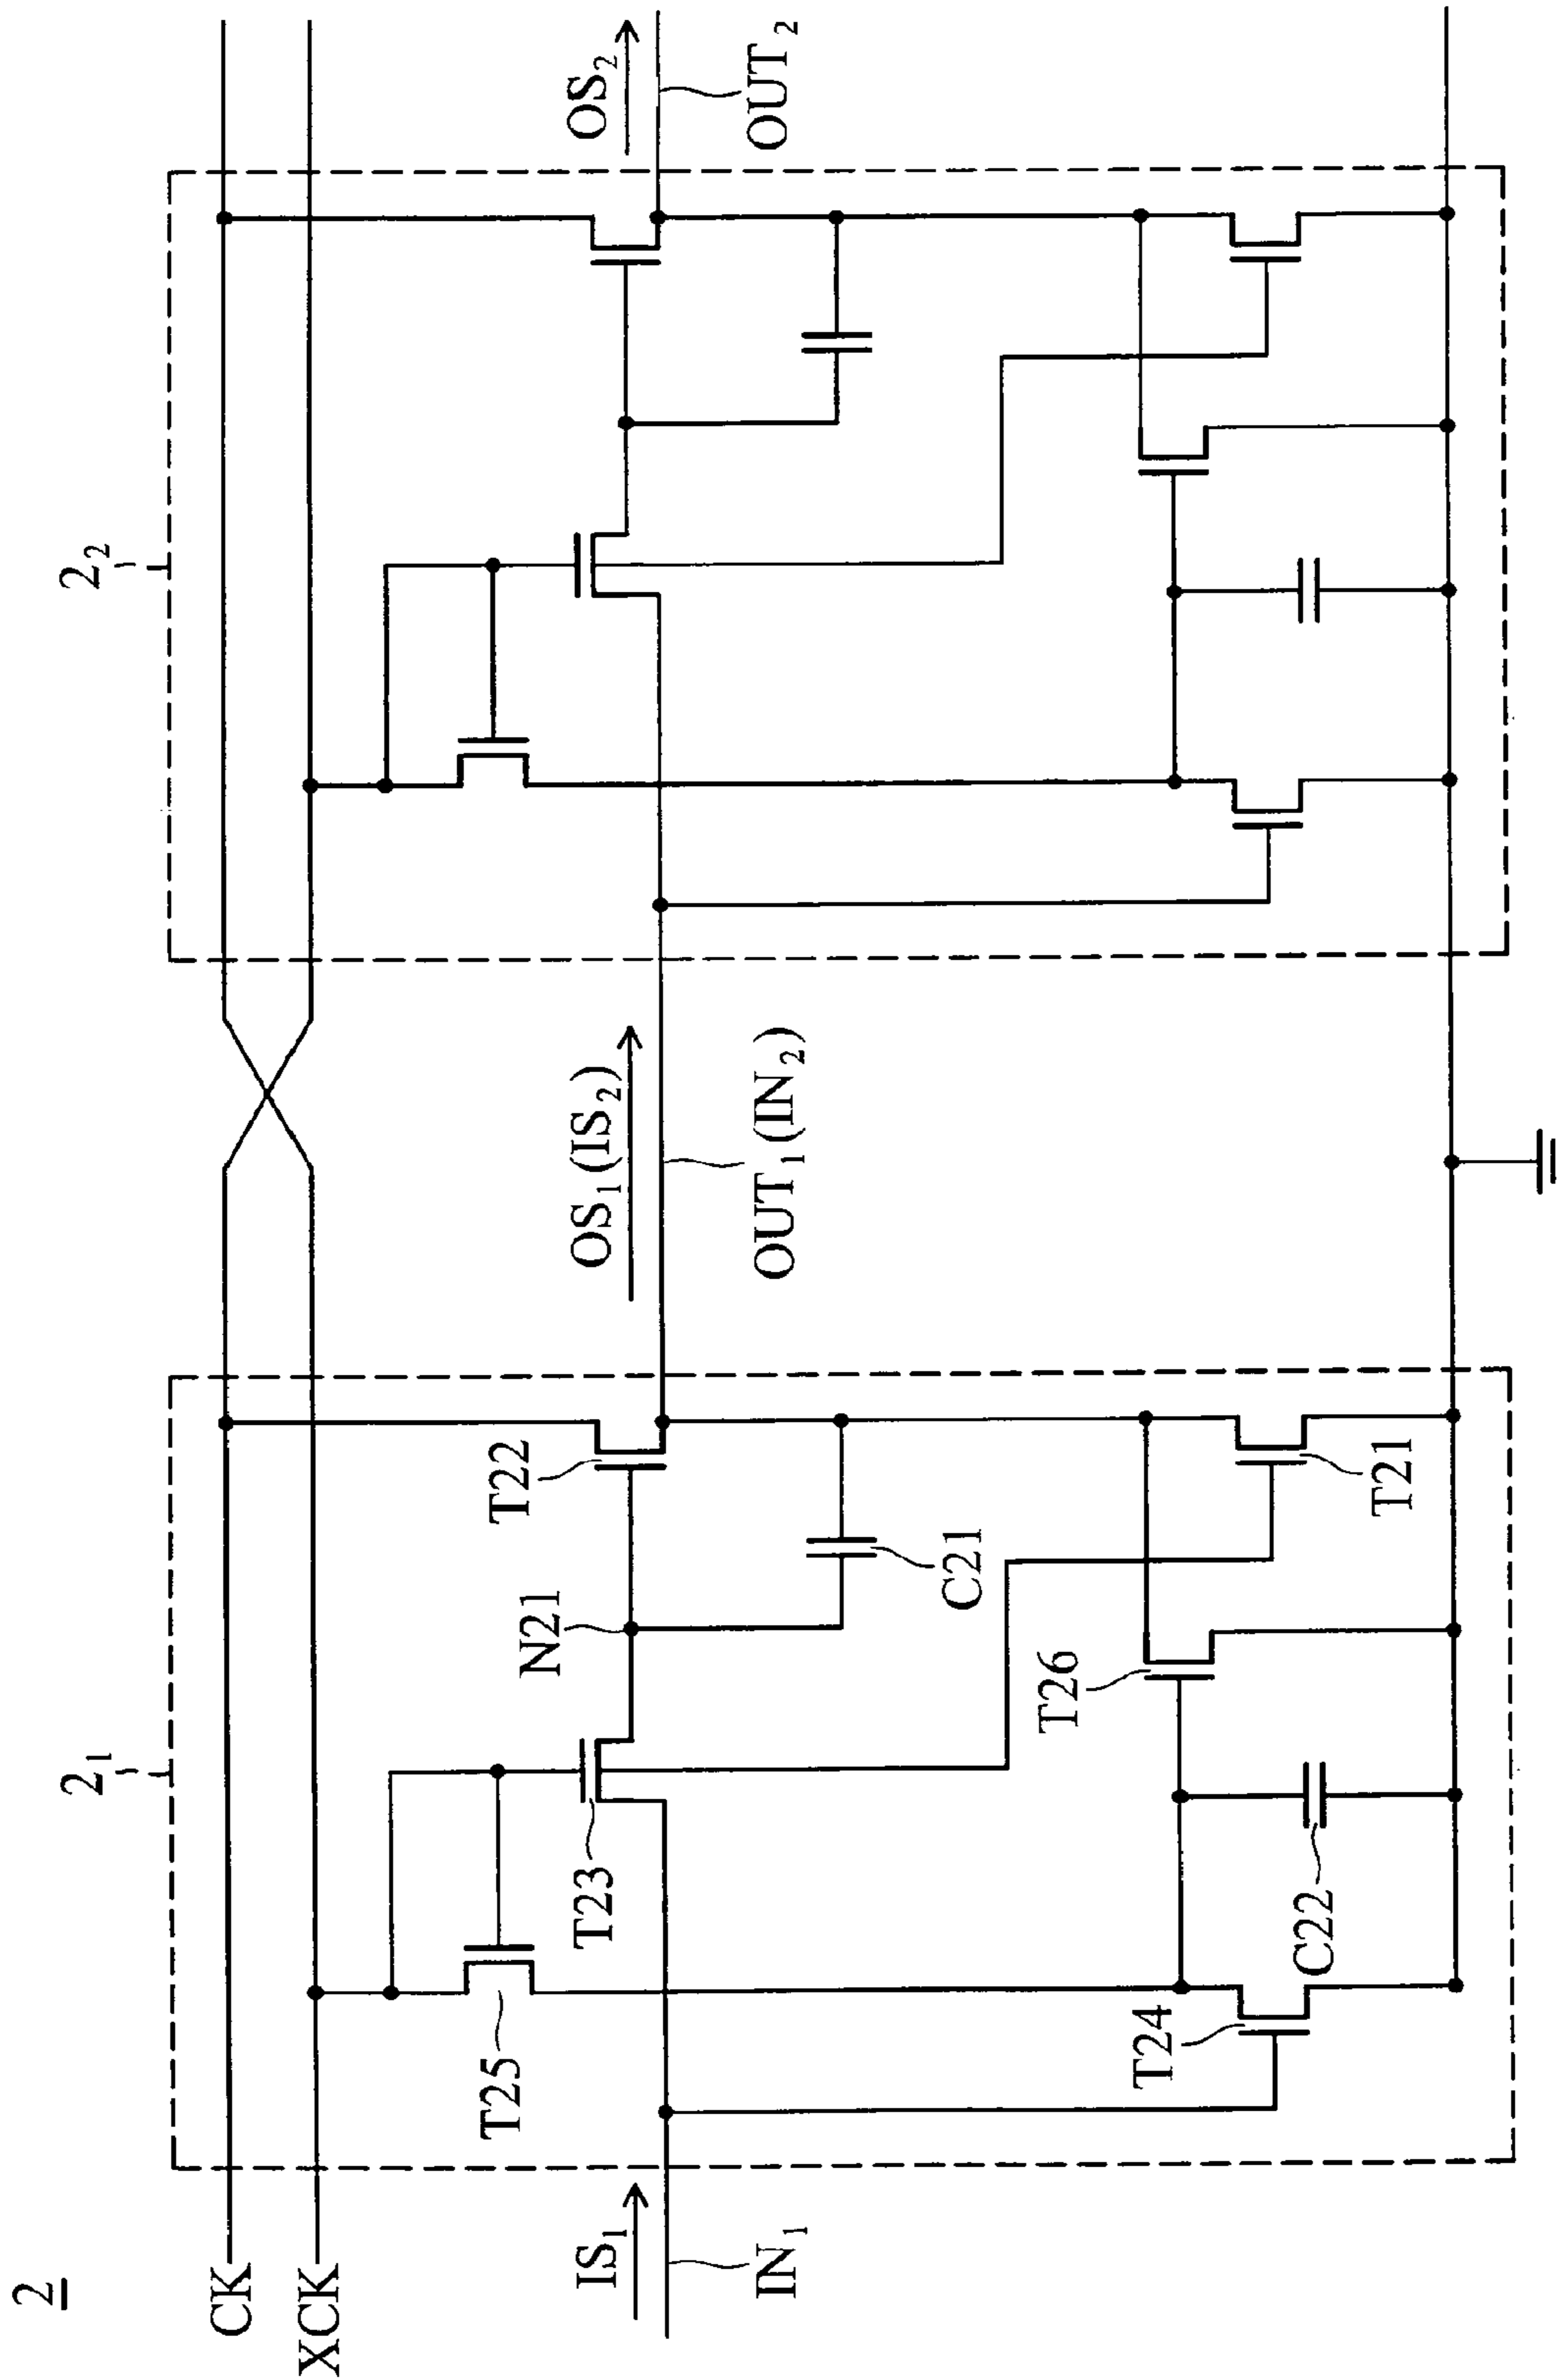 2
CK
XCK
2₁
2₂
IS₁
IN₁
T25
T23
N21
T22
C21
T24
C22
T26
T21
OS₁(IS₂)
OUT₁(IN₂)
OS₂
OUT₂